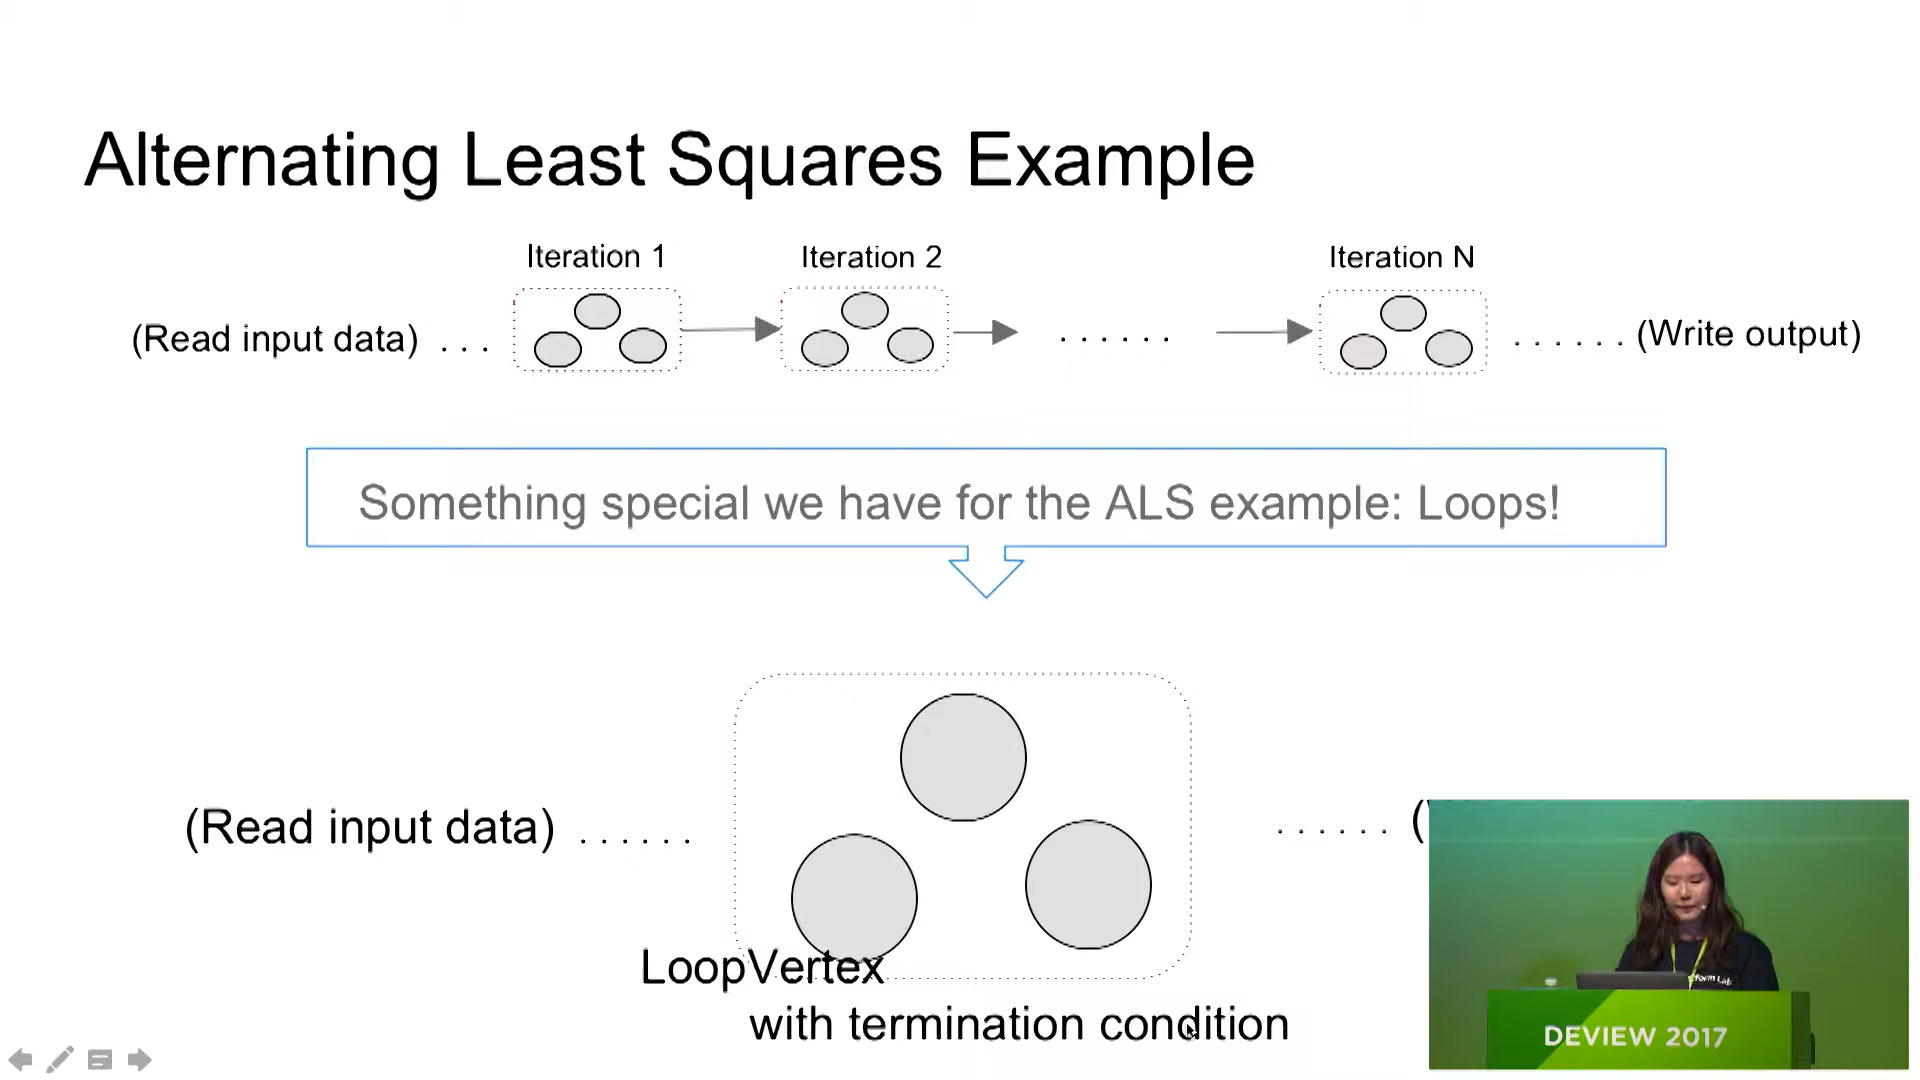 Alternating Least Squares Example
Iteration 1
Iteration 2
Iteration N
(Read input data) . . .
. . . . . .
. . . . . . (Write output)
Something special we have for the ALS example: Loops!
(Read input data) . . . . . .
. . . . . . (
LoopVertex
with termination condition
DEVIEW 2017